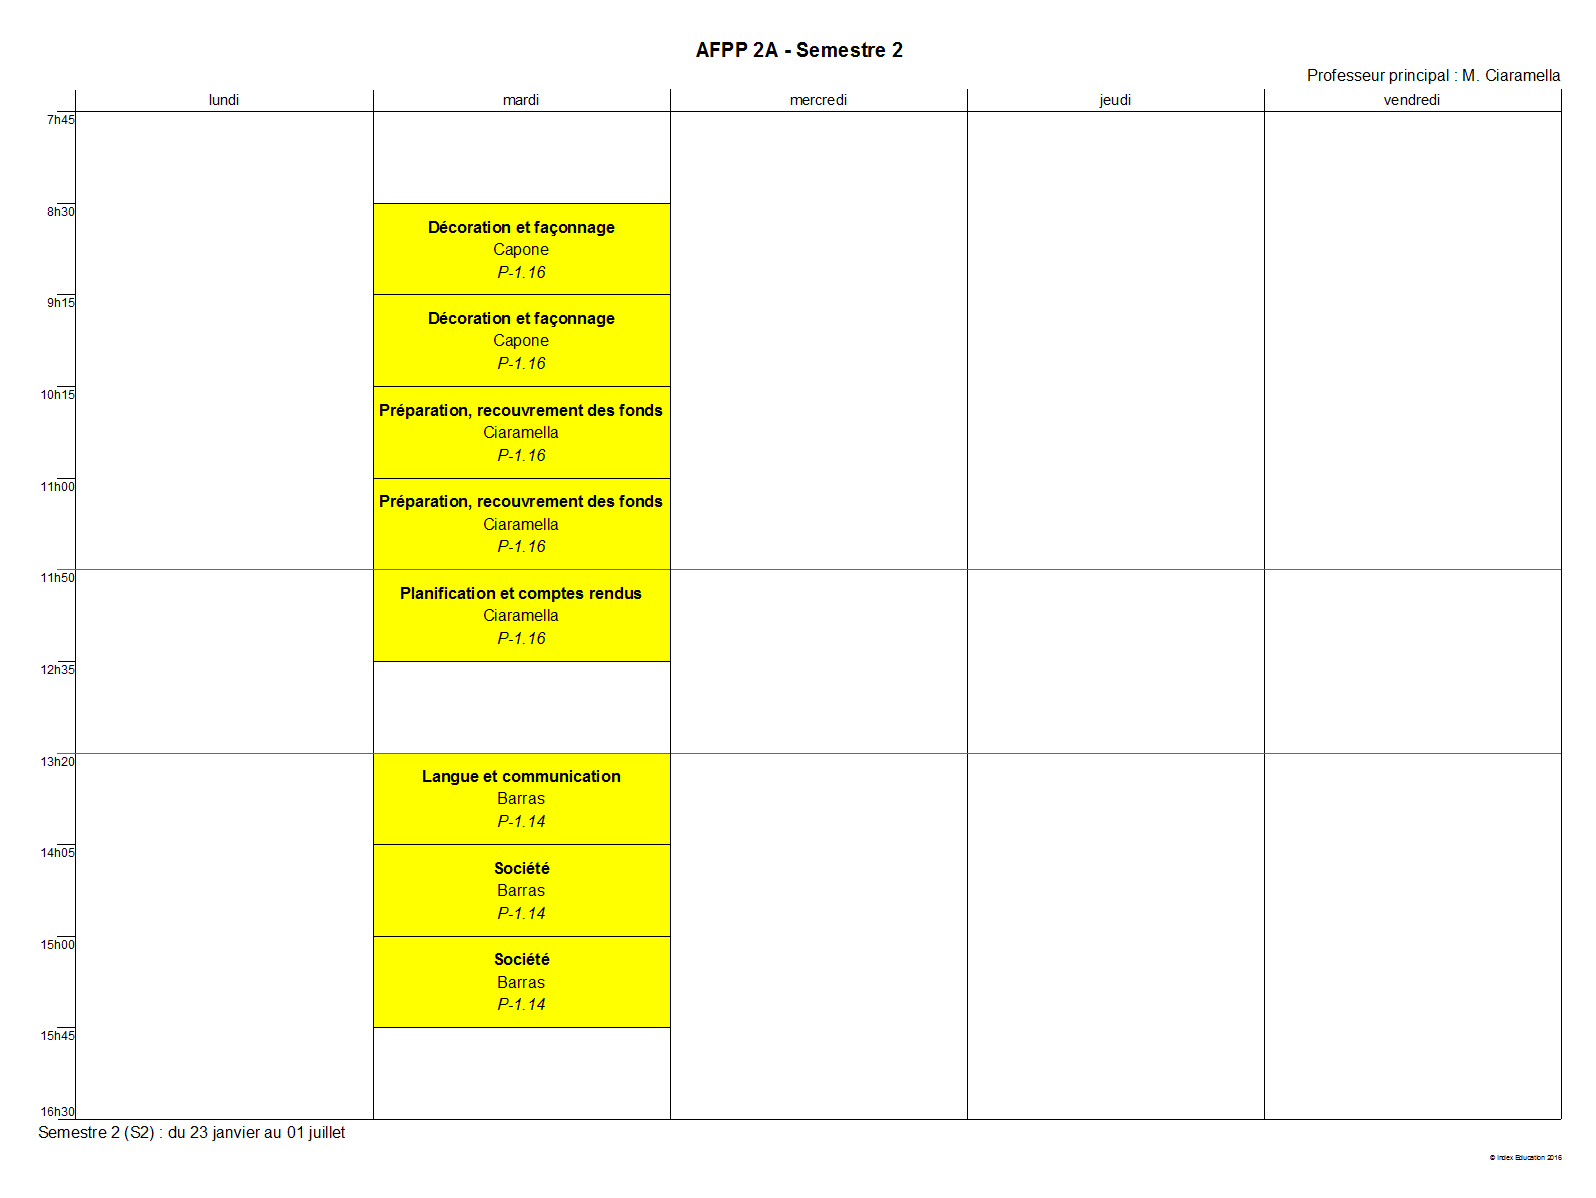 AFPP 2A - Semestre 2
Professeur principal : M. Ciaramella
lundi mardi mercredi jeudi vendredi
7h45
8h30
Décoration et façonnage
Capone
P-1.16
9h15
Décoration et façonnage
Capone
P-1.16
10h15
Préparation, recouvrement des fonds
Ciaramella
P-1.16
11h00
Préparation, recouvrement des fonds
Ciaramella
P-1.16
11h50
Planification et comptes rendus
Ciaramella
P-1.16
12h35
13h20
Langue et communication
Barras
P-1.14
14h05
Société
Barras
P-1.14
15h00
Société
Barras
P-1.14
15h45
16h30
Semestre 2 (S2) : du 23 janvier au 01 juillet
© Index Education 2016